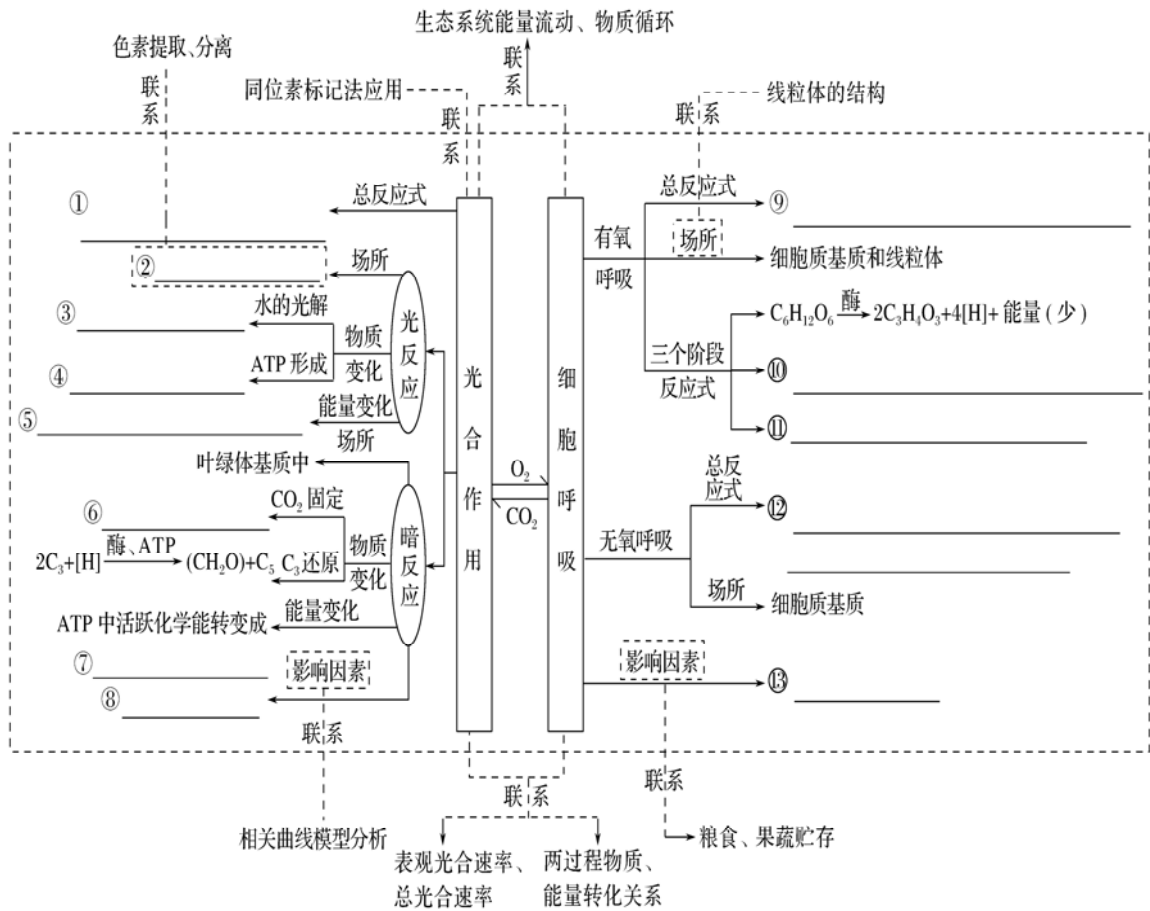 生态系统能量流动、物质循环
色素提取、分离
联系
联系
同位素标记法应用
联系
线粒体的结构
联系
①
总反应式
②
场所
③
水的光解
物质
变化
④
ATP 形成
⑤
能量变化
光反应
场所
叶绿体基质中
⑥
CO₂ 固定
2C₃+[H] 酶、ATP (CH₂O)+C₅ C₃ 还原
物质
变化
暗反应
ATP 中活跃化学能转变成
能量变化
⑦
影响因素
⑧
联系
相关曲线模型分析
光合作用
O₂
CO₂
细胞呼吸
有氧
呼吸
总反应式
⑨
场所
细胞质基质和线粒体
三个阶段
反应式
C₆H₁₂O₆ 酶 2C₃H₄O₃+4[H]+ 能量 ( 少 )
⑩
⑪
无氧呼吸
总反
应式
⑫
场所
细胞质基质
影响因素
⑬
联系
粮食、果蔬贮存
联系
表观光合速率、
总光合速率
两过程物质、
能量转化关系